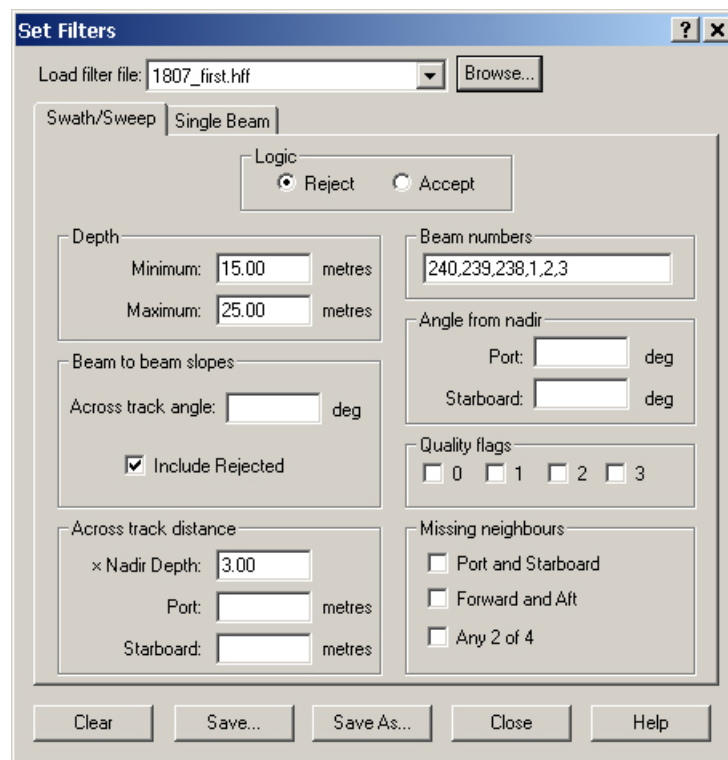 Set Filters
Load filter file: 1807_first.hff Browse...
Swath/Sweep Single Beam
Logic
Reject Accept
Depth
Minimum: 15.00 metres
Maximum: 25.00 metres
Beam numbers
240,239,238,1,2,3
Angle from nadir
Port: deg
Starboard: deg
Beam to beam slopes
Across track angle: deg
Include Rejected
Quality flags
0 1 2 3
Across track distance
× Nadir Depth: 3.00
Port: metres
Starboard: metres
Missing neighbours
Port and Starboard
Forward and Aft
Any 2 of 4
Clear Save... Save As... Close Help